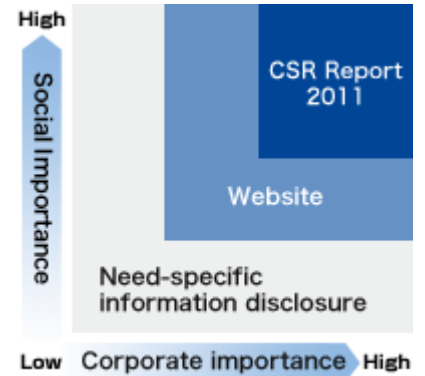 High
Social Importance
CSR Report
2011
Website
Need-specific
information disclosure
Low Corporate importance High